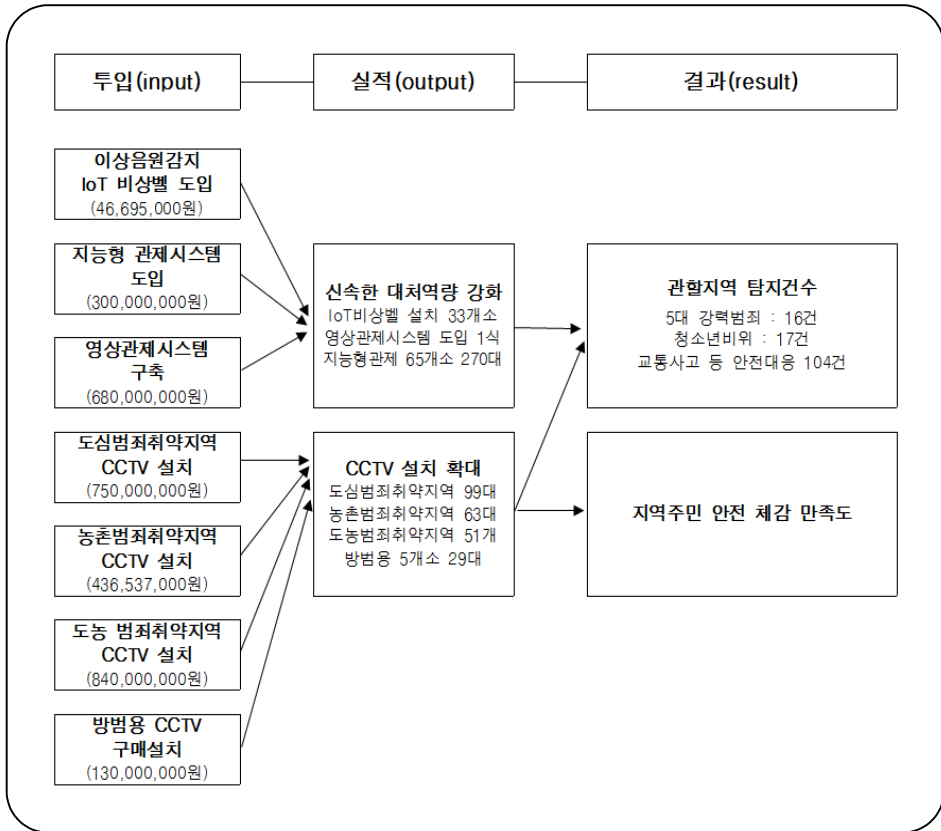 투입(input)
실적(output)
결과(result)
이상음원감지
IoT 비상벨 도입
(46,695,000원)
지능형 관제시스템
도입
(300,000,000원)
영상관제시스템
구축
(680,000,000원)
도심범죄취약지역
CCTV 설치
(750,000,000원)
농촌범죄취약지역
CCTV 설치
(436,537,000원)
도농 범죄취약지역
CCTV 설치
(840,000,000원)
방범용 CCTV
구매설치
(130,000,000원)
신속한 대처역량 강화
IoT비상벨 설치 33개소
영상관제시스템 도입 1식
지능형관제 65개소 270대
CCTV 설치 확대
도심범죄취약지역 99대
농촌범죄취약지역 63대
도농범죄취약지역 51개
방범용 5개소 29대
관할지역 탐지건수
5대 강력범죄 : 16건
청소년비위 : 17건
교통사고 등 안전대응 104건
지역주민 안전 체감 만족도